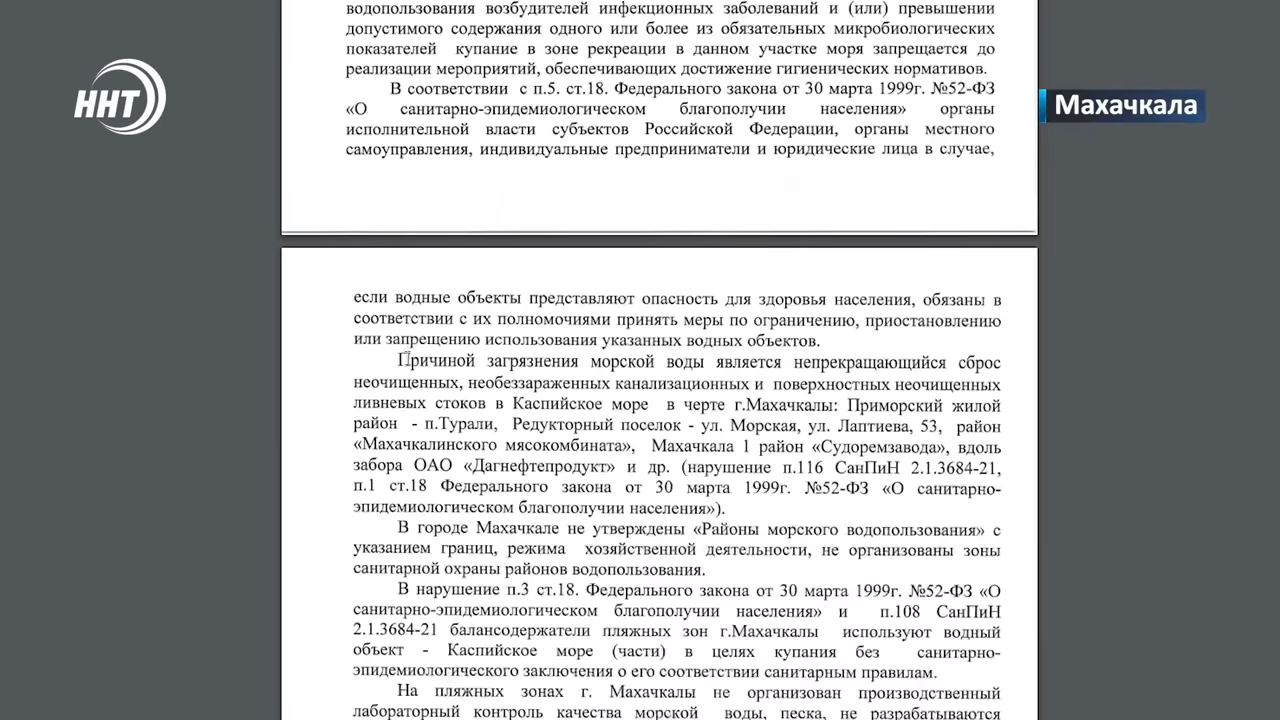 водопользования возбудителей инфекционных заболеваний и (или) превышении
допустимого содержания одного или более из обязательных микробиологических
показателей купание в зоне рекреации в данном участке моря запрещается до
реализации мероприятий, обеспечивающих достижение гигиенических нормативов.
В соответствии с п.5. ст.18. Федерального закона от 30 марта 1999г. №52-ФЗ
«О санитарно-эпидемиологическом благополучии населения» органы
исполнительной власти субъектов Российской Федерации, органы местного
самоуправления, индивидуальные предприниматели и юридические лица в случае,
ННТ
Махачкала
если водные объекты представляют опасность для здоровья населения, обязаны в
соответствии с их полномочиями принять меры по ограничению, приостановлению
или запрещению использования указанных водных объектов.
Причиной загрязнения морской воды является непрекращающийся сброс
неочищенных, необеззараженных канализационных и поверхностных неочищенных
ливневых стоков в Каспийское море в черте г.Махачкалы: Приморский жилой
район - п.Турали, Редукторный поселок - ул. Морская, ул. Лаптиева, 53, район
«Махачкалинского мясокомбината», Махачкала 1 район «Судоремзавода», вдоль
забора ОАО «Дагнефтепродукт» и др. (нарушение п.116 СанПиН 2.1.3684-21,
п.1 ст.18 Федерального закона от 30 марта 1999г. №52-ФЗ «О санитарно-
эпидемиологическом благополучии населения»).
В городе Махачкале не утверждены «Районы морского водопользования» с
указанием границ, режима хозяйственной деятельности, не организованы зоны
санитарной охраны районов водопользования.
В нарушение п.3 ст.18. Федерального закона от 30 марта 1999г. №52-ФЗ «О
санитарно-эпидемиологическом благополучии населения» и п.108 СанПиН
2.1.3684-21 балансодержатели пляжных зон г.Махачкалы используют водный
объект - Каспийское море (части) в целях купания без санитарно-
эпидемиологического заключения о его соответствии санитарным правилам.
На пляжных зонах г. Махачкалы не организован производственный
лабораторный контроль качества морской воды, песка, не разрабатываются